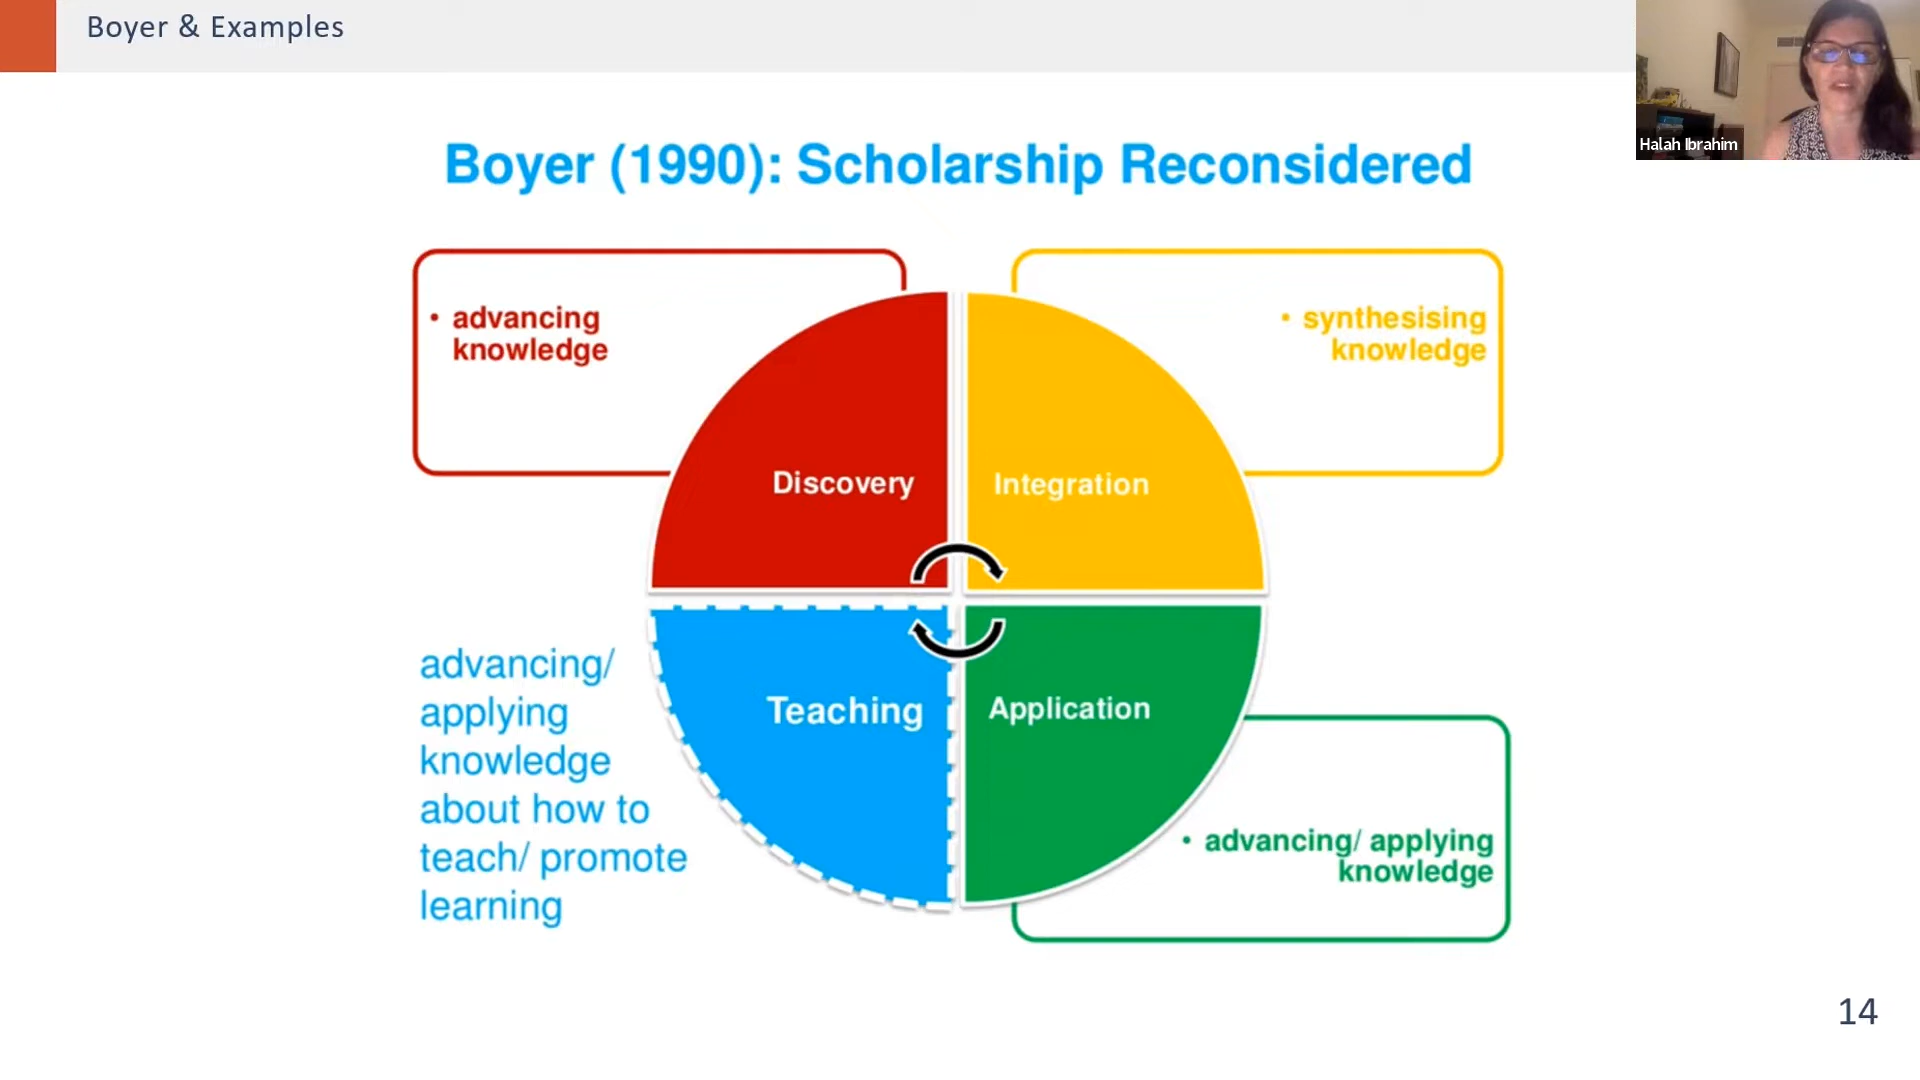 Boyer & Examples
Halah Ibrahim
Boyer (1990): Scholarship Reconsidered
• advancing
knowledge
• synthesising
knowledge
Discovery
Integration
Teaching
Application
advancing/
applying
knowledge
about how to
teach/ promote
learning
• advancing/ applying
knowledge
14